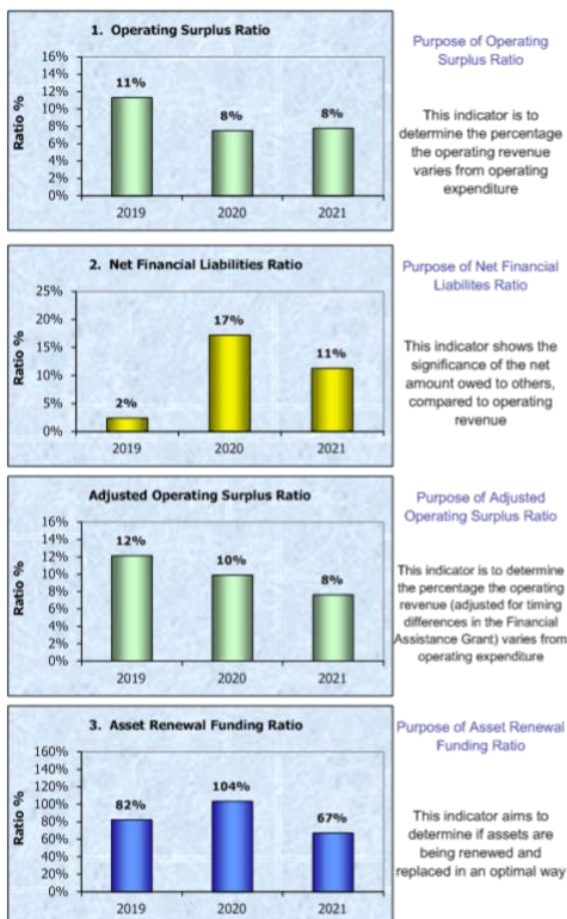 1. Operating Surplus Ratio
Ratio %
16%
14%
12%
10%
8%
6%
4%
2%
0%
11%
8%
8%
2019 2020 2021
Purpose of Operating
Surplus Ratio
This indicator is to
determine the percentage
the operating revenue
varies from operating
expenditure
2. Net Financial Liabilities Ratio
Ratio %
25%
20%
15%
10%
5%
0%
2%
17%
11%
2019 2020 2021
Purpose of Net Financial
Liabilites Ratio
This indicator shows the
significance of the net
amount owed to others,
compared to operating
revenue
Adjusted Operating Surplus Ratio
Ratio %
16%
14%
12%
10%
8%
6%
4%
2%
0%
12%
10%
8%
2019 2020 2021
Purpose of Adjusted
Operating Surplus Ratio
This indicator is to determine
the percentage the operating
revenue (adjusted for timing
differences in the Financial
Assistance Grant) varies from
operating expenditure
3. Asset Renewal Funding Ratio
Ratio %
160%
140%
120%
100%
80%
60%
40%
20%
0%
82%
104%
67%
2019 2020 2021
Purpose of Asset Renewal
Funding Ratio
This indicator aims to
determine if assets are
being renewed and
replaced in an optimal way